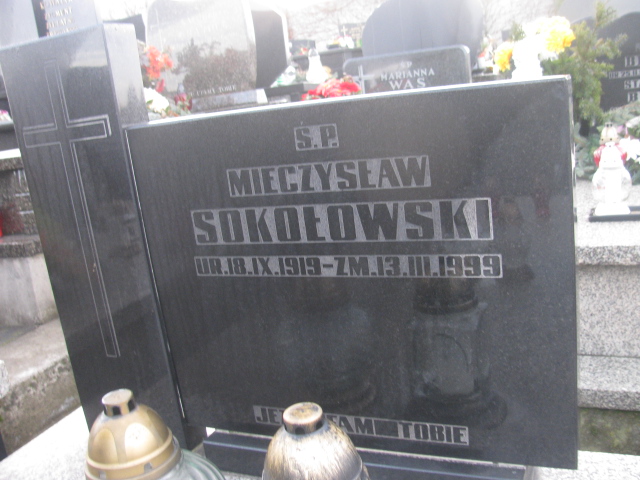 Ś.P.
MIECZYSŁAW
SOKOŁOWSKI
UR.18.IX.1919-ZM.13.III.1999
TOBIE
MARIANNA
WAS